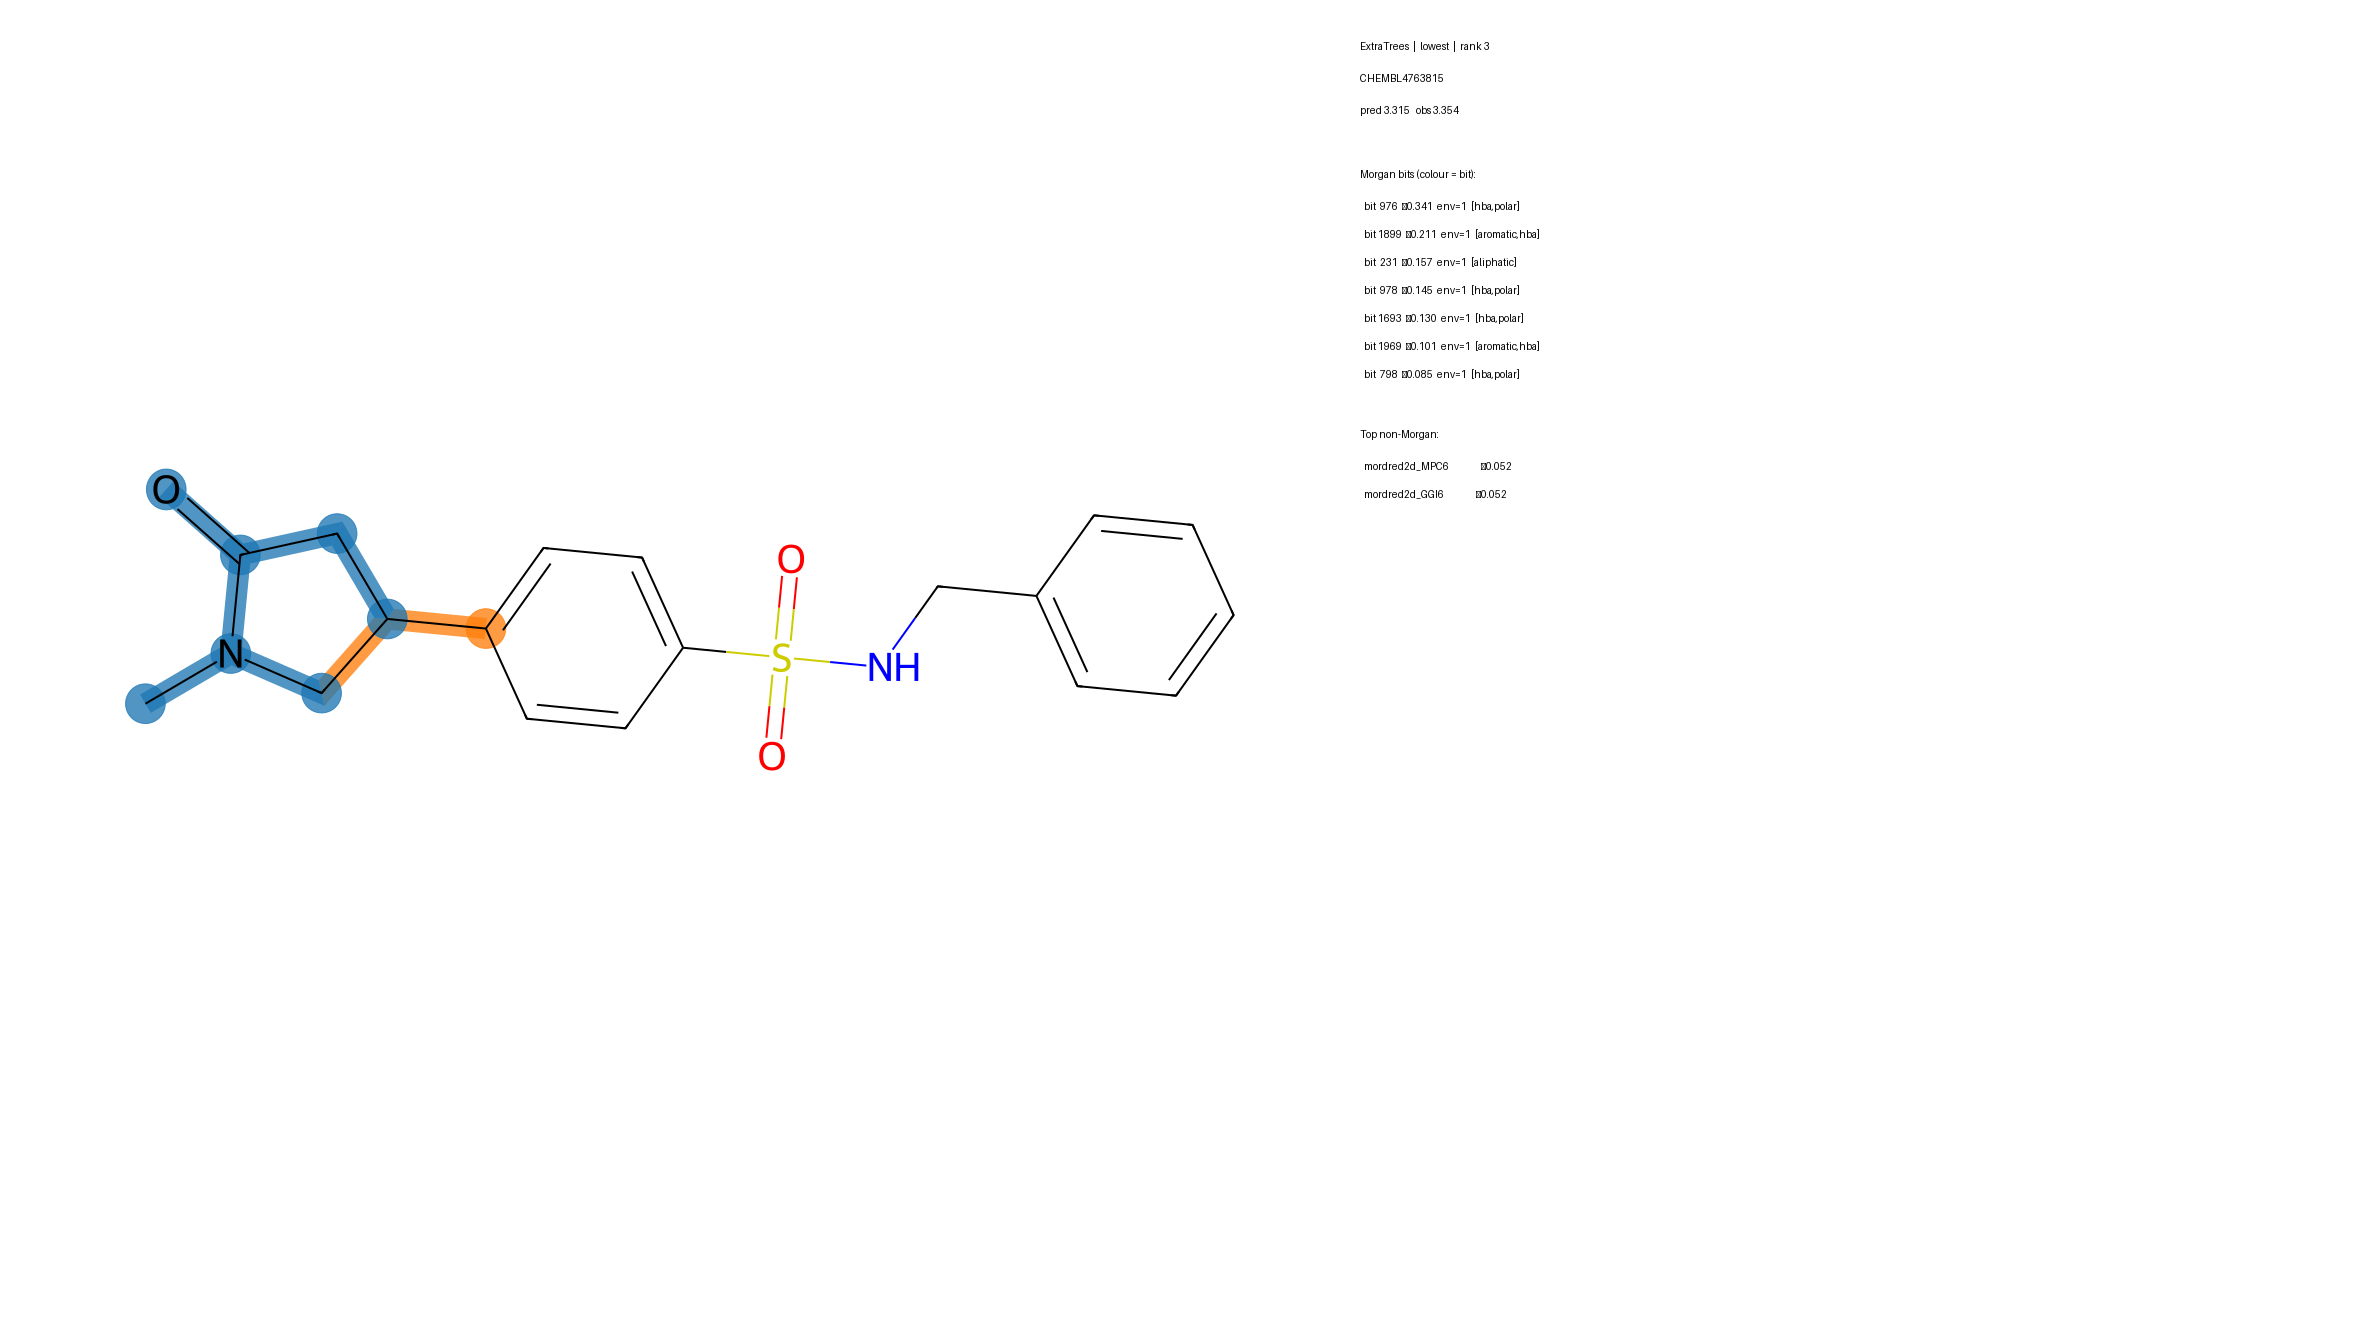 ExtraTrees | lowest | rank 3
CHEMBL4763815
pred 3.315 obs 3.354
Morgan bits (colour = bit):
bit 976 ▯0.341 env=1 [hba,polar]
bit 1899 ▯0.211 env=1 [aromatic,hba]
bit 231 ▯0.157 env=1 [aliphatic]
bit 978 ▯0.145 env=1 [hba,polar]
bit 1693 ▯0.130 env=1 [hba,polar]
bit 1969 ▯0.101 env=1 [aromatic,hba]
bit 798 ▯0.085 env=1 [hba,polar]
Top non-Morgan:
mordred2d_MPC6 ▯0.052
mordred2d_GGI6 ▯0.052
O
O
N
S
NH
O